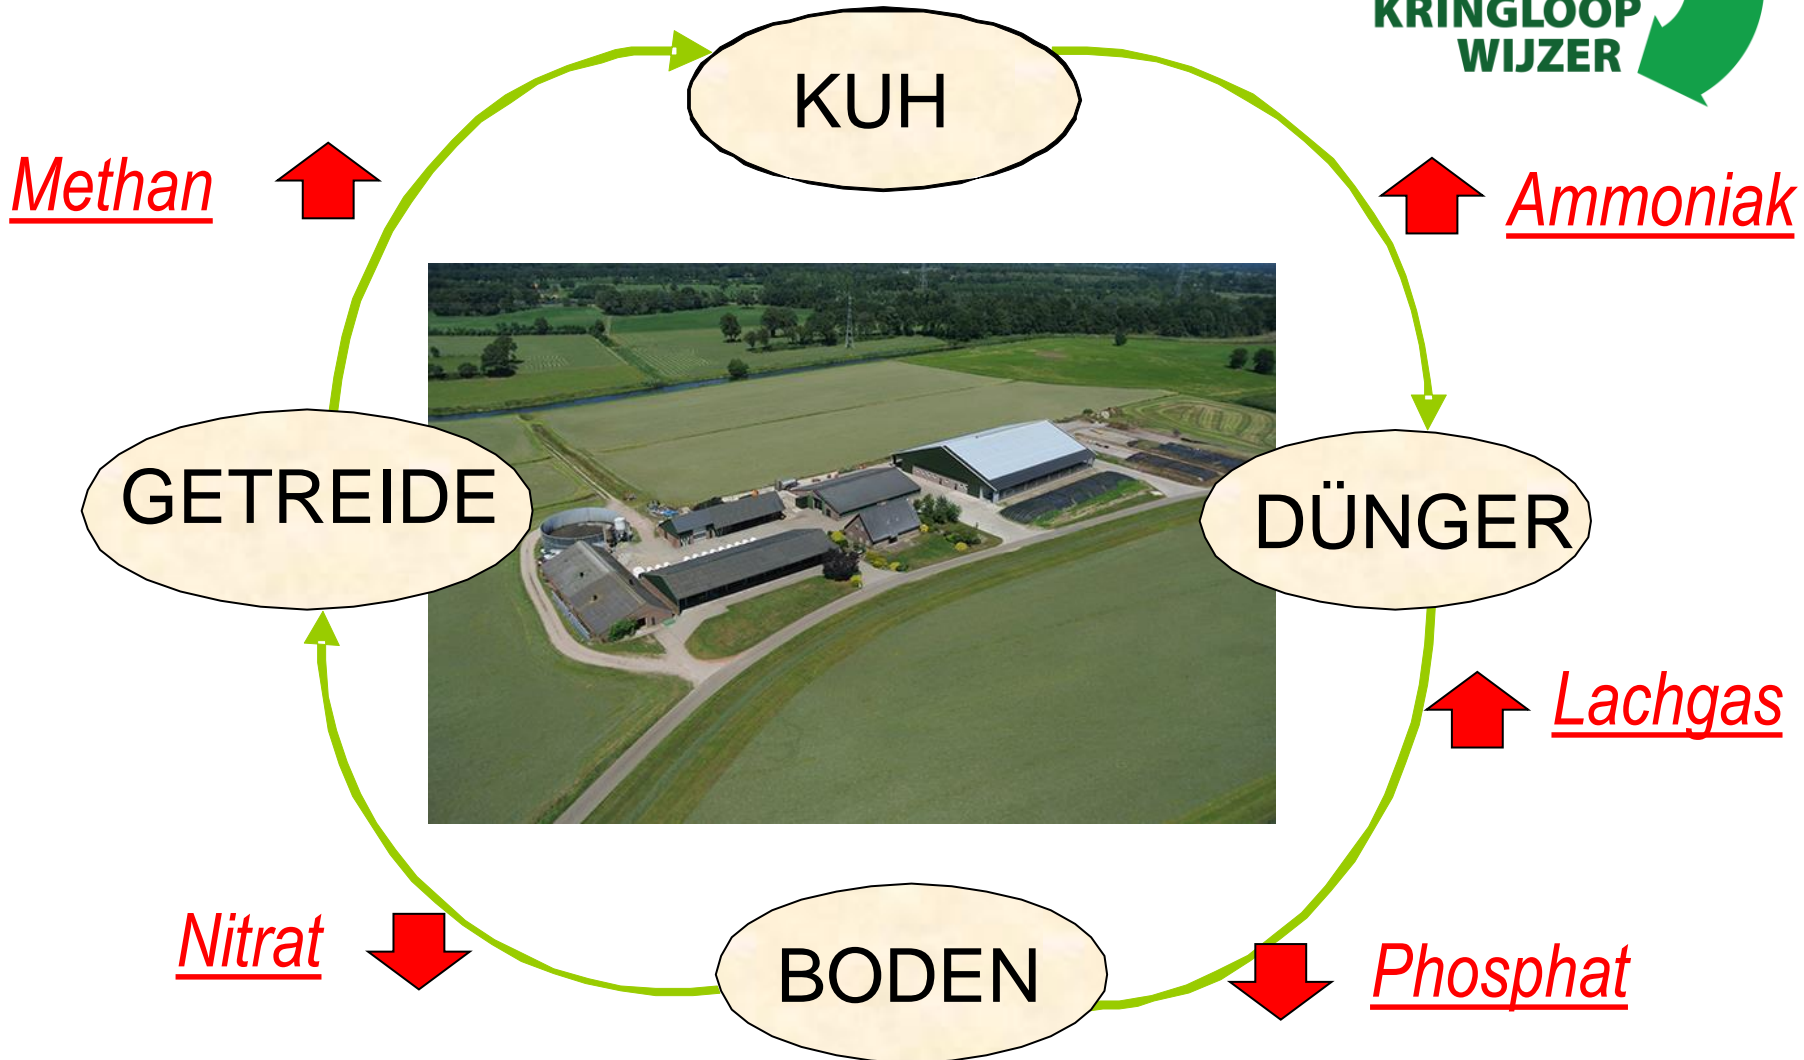 KRINGLOOP
WIJZER
KUH
Methan
Ammoniak
GETREIDE
DÜNGER
Lachgas
Nitrat
BODEN
Phosphat